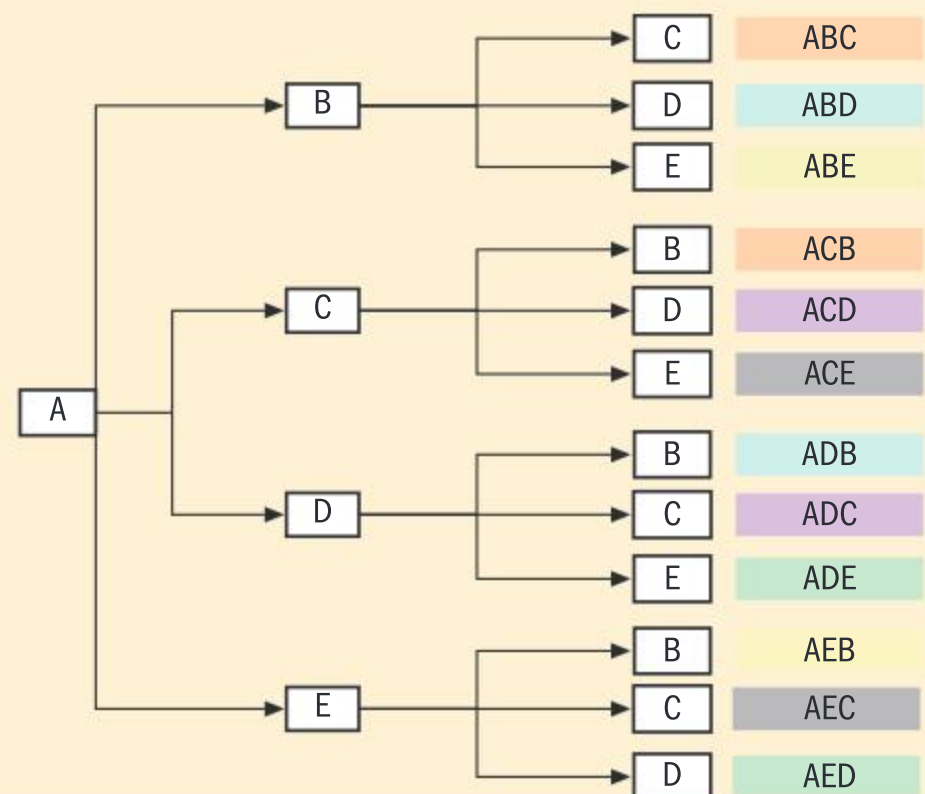 C ABC
B D ABD
E ABE
B ACB
C D ACD
E ACE
A
B ADB
D C ADC
E ADE
B AEB
E C AEC
D AED